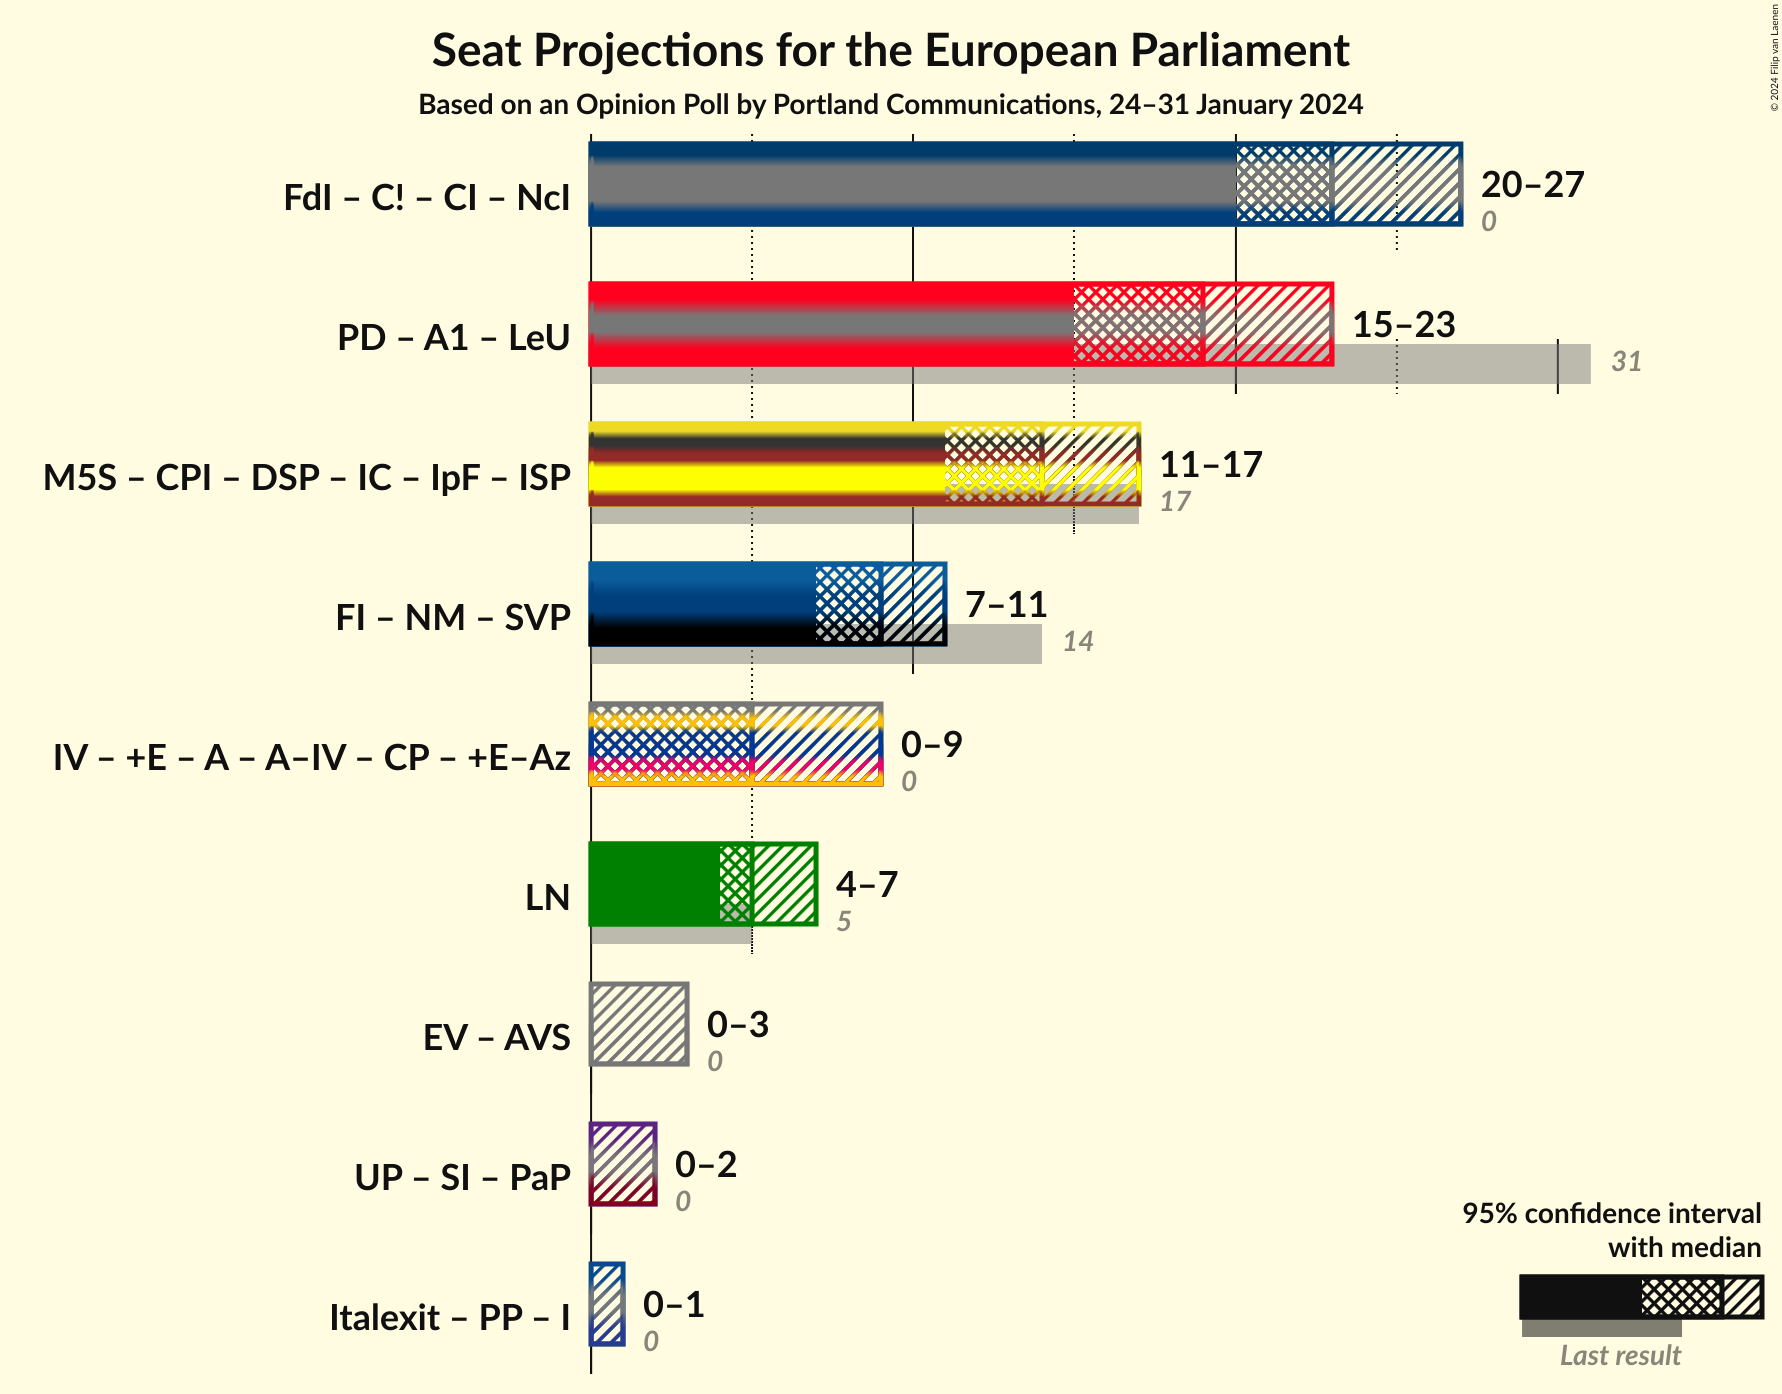 Seat Projections for the European Parliament
Based on an Opinion Poll by Portland Communications, 24–31 January 2024
© 2024 Filip van Laenen
FdI – C! – CI – NcI
20–27
0
PD – A1 – LeU
15–23
31
M5S – CPI – DSP – IC – IpF – ISP
11–17
17
FI – NM – SVP
7–11
14
IV – +E – A – A–IV – CP – +E–Az
0–9
0
LN
4–7
5
EV – AVS
0–3
0
UP – SI – PaP
0–2
0
Italexit – PP – I
0–1
0
95% confidence interval
with median
Last result